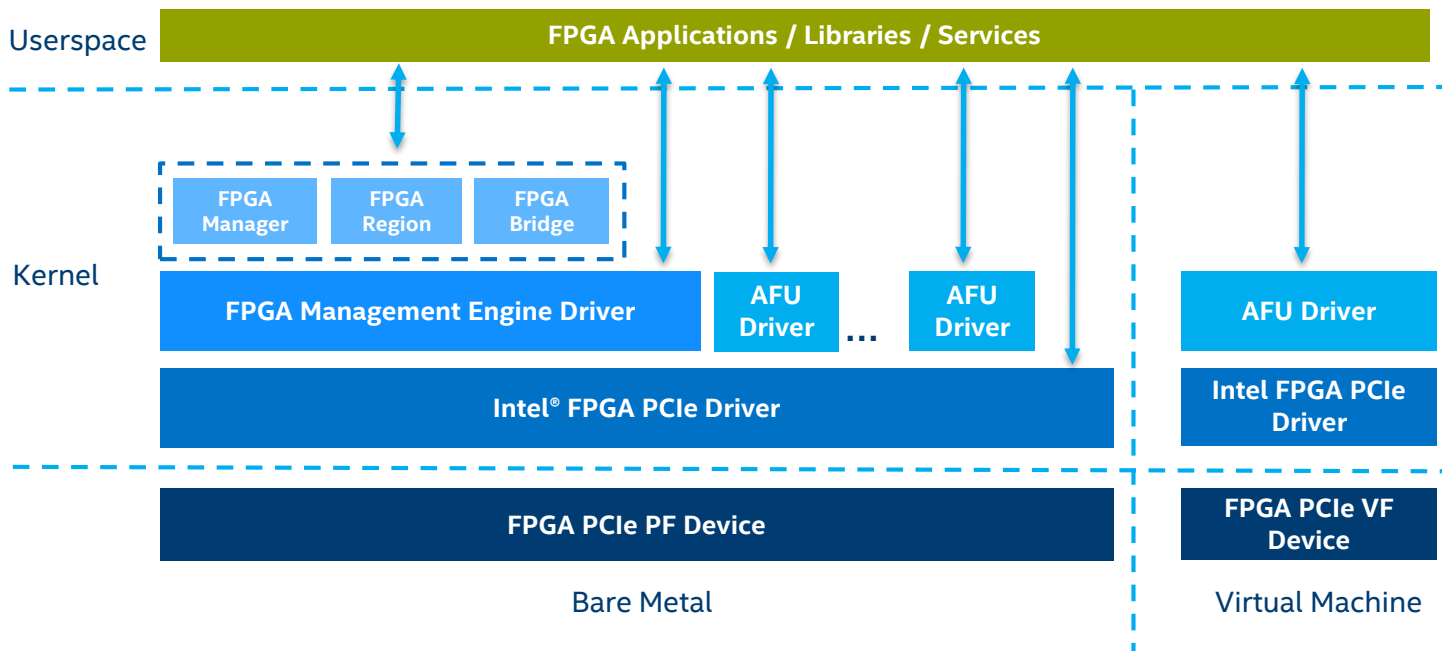 Userspace
FPGA Applications / Libraries / Services
FPGA
Manager
FPGA
Region
FPGA
Bridge
Kernel
FPGA Management Engine Driver
AFU
Driver
...
AFU
Driver
AFU Driver
Intel® FPGA PCIe Driver
Intel FPGA PCIe
Driver
FPGA PCIe PF Device
FPGA PCIe VF
Device
Bare Metal
Virtual Machine